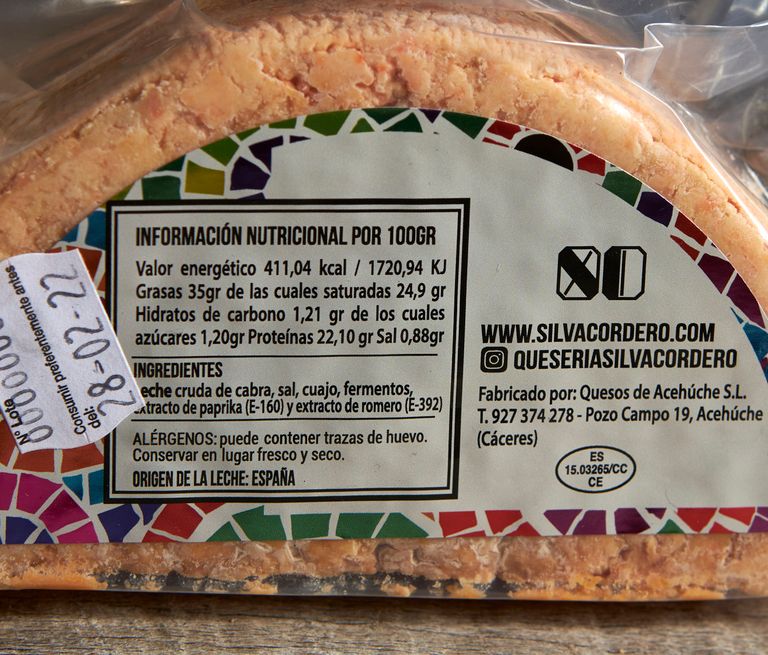 INFORMACIÓN NUTRICIONAL POR 100GR
Valor energético 411,04 kcal / 1720,94 KJ
Grasas 35gr de las cuales saturadas 24,9 gr
Hidratos de carbono 1,21 gr de los cuales
azúcares 1,20gr Proteínas 22,10 gr Sal 0,88gr
INGREDIENTES
Leche cruda de cabra, sal, cuajo, fermentos,
extracto de paprika (E-160) y extracto de romero (E-392)
ALÉRGENOS: puede contener trazas de huevo.
Conservar en lugar fresco y seco.
ORIGEN DE LA LECHE: ESPAÑA
WWW.SILVACORDERO.COM
QUESERIASILVACORDERO
Fabricado por: Quesos de Acehúche S.L.
T. 927 374 278 - Pozo Campo 19, Acehúche
(Cáceres)
ES
15.03265/CC
CE
Nº Lote
Consumi preferentemente antes
del:
28-02-22